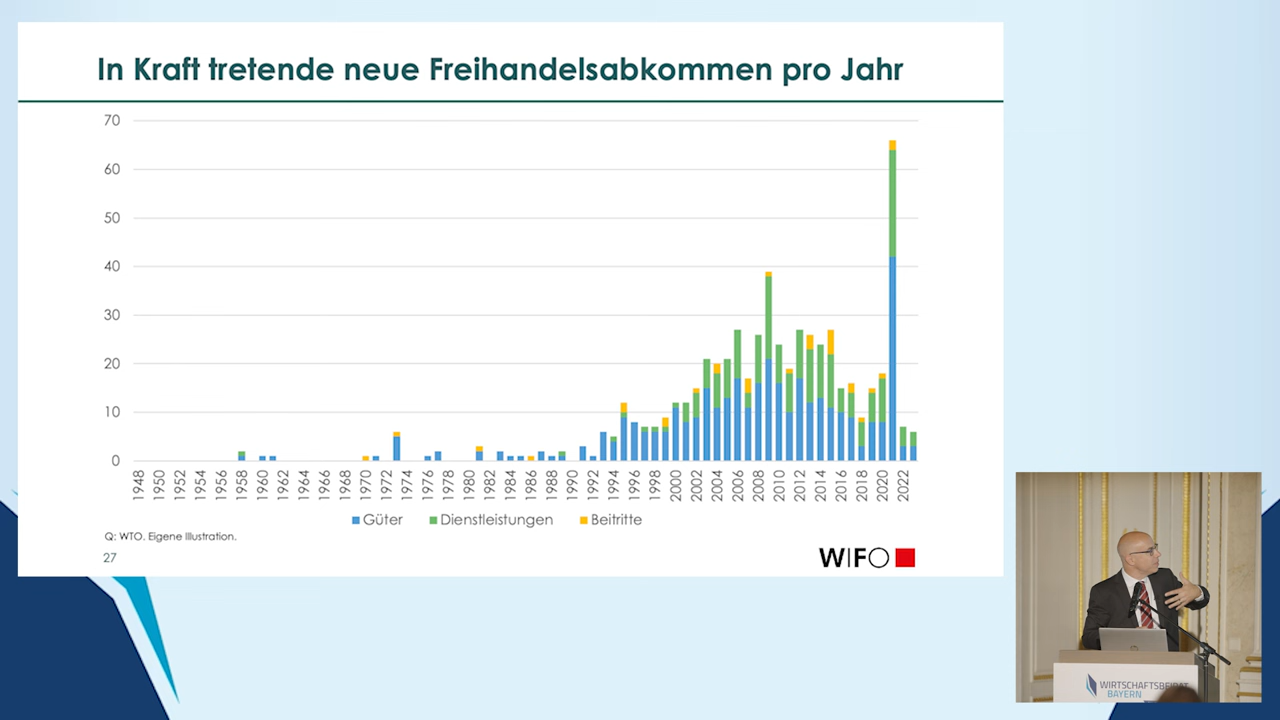 In Kraft tretende neue Freihandelsabkommen pro Jahr
70
60
50
40
30
20
10
0
1948 1950 1952 1954 1956 1958 1960 1962 1964 1966 1968 1970 1972 1974 1976 1978 1980 1982 1984 1986 1988 1990 1992 1994 1996 1998 2000 2002 2004 2006 2008 2010 2012 2014 2016 2018 2020 2022
Güter Dienstleistungen Beitritte
Q: WTO. Eigene Illustration.
27
WIFO
WIRTSCHAFTSBEIRAT
BAYERN